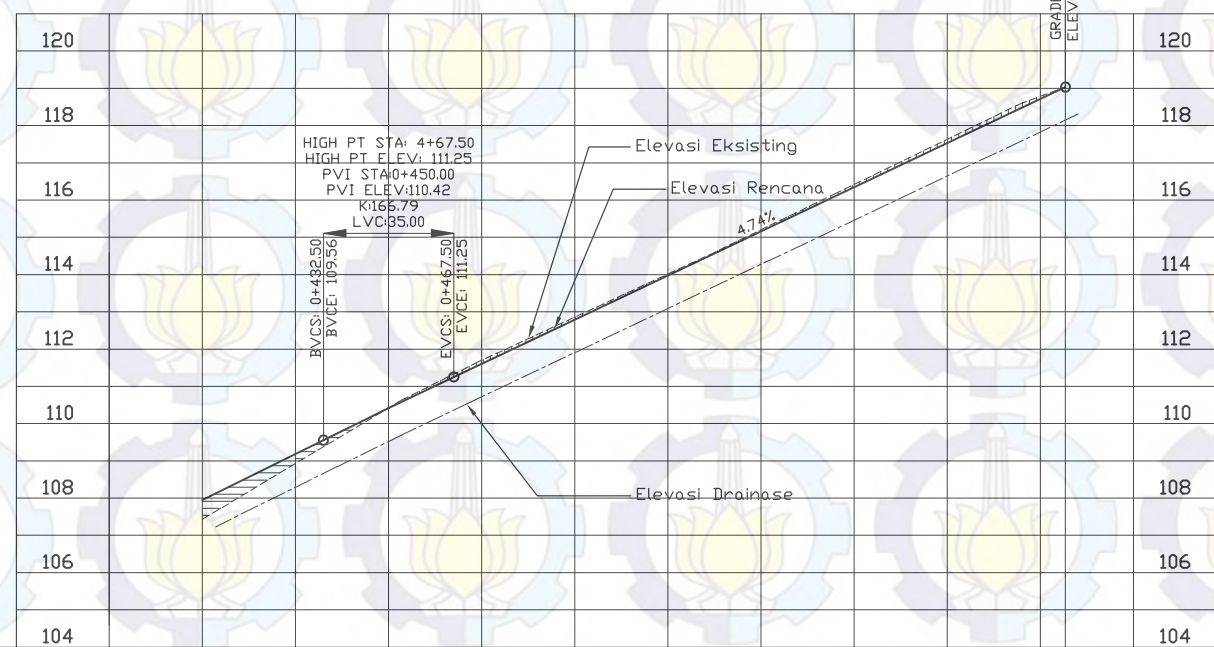 GRADE
ELEV
120
120
118
118
HIGH PT STA: 4+67.50
HIGH PT ELEV: 111.25
PVI STA:0+450.00
PVI ELEV:110.42
K:166.79
LVC:35.00
Elevasi Eksisting
Elevasi Rencana
116
116
4.74%
BVCS: 0+432.50
BVCE: 109.56
EVCS: 0+467.50
EVCE: 111.25
114
114
112
112
110
110
Elevasi Drainase
108
108
106
106
104
104